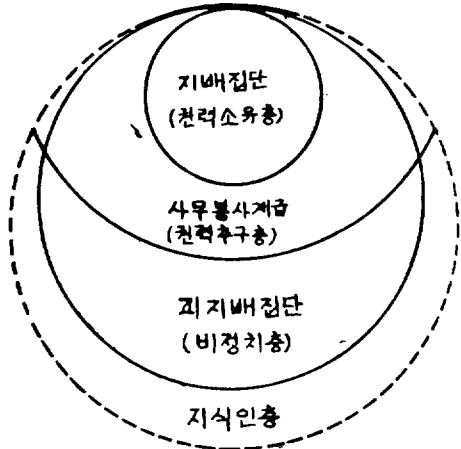 지배집단
(권력소유층)
사무봉사계급
(권력추구층)
피지배집단
(비정치층)
지식인층